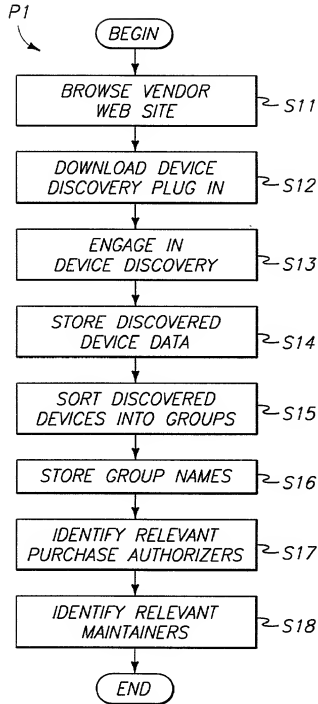 P1
BEGIN
BROWSE VENDOR
WEB SITE
S11
DOWNLOAD DEVICE
DISCOVERY PLUG IN
S12
ENGAGE IN
DEVICE DISCOVERY
S13
STORE DISCOVERED
DEVICE DATA
S14
SORT DISCOVERED
DEVICES INTO GROUPS
S15
STORE GROUP NAMES
S16
IDENTIFY RELEVANT
PURCHASE AUTHORIZERS
S17
IDENTIFY RELEVANT
MAINTAINERS
S18
END